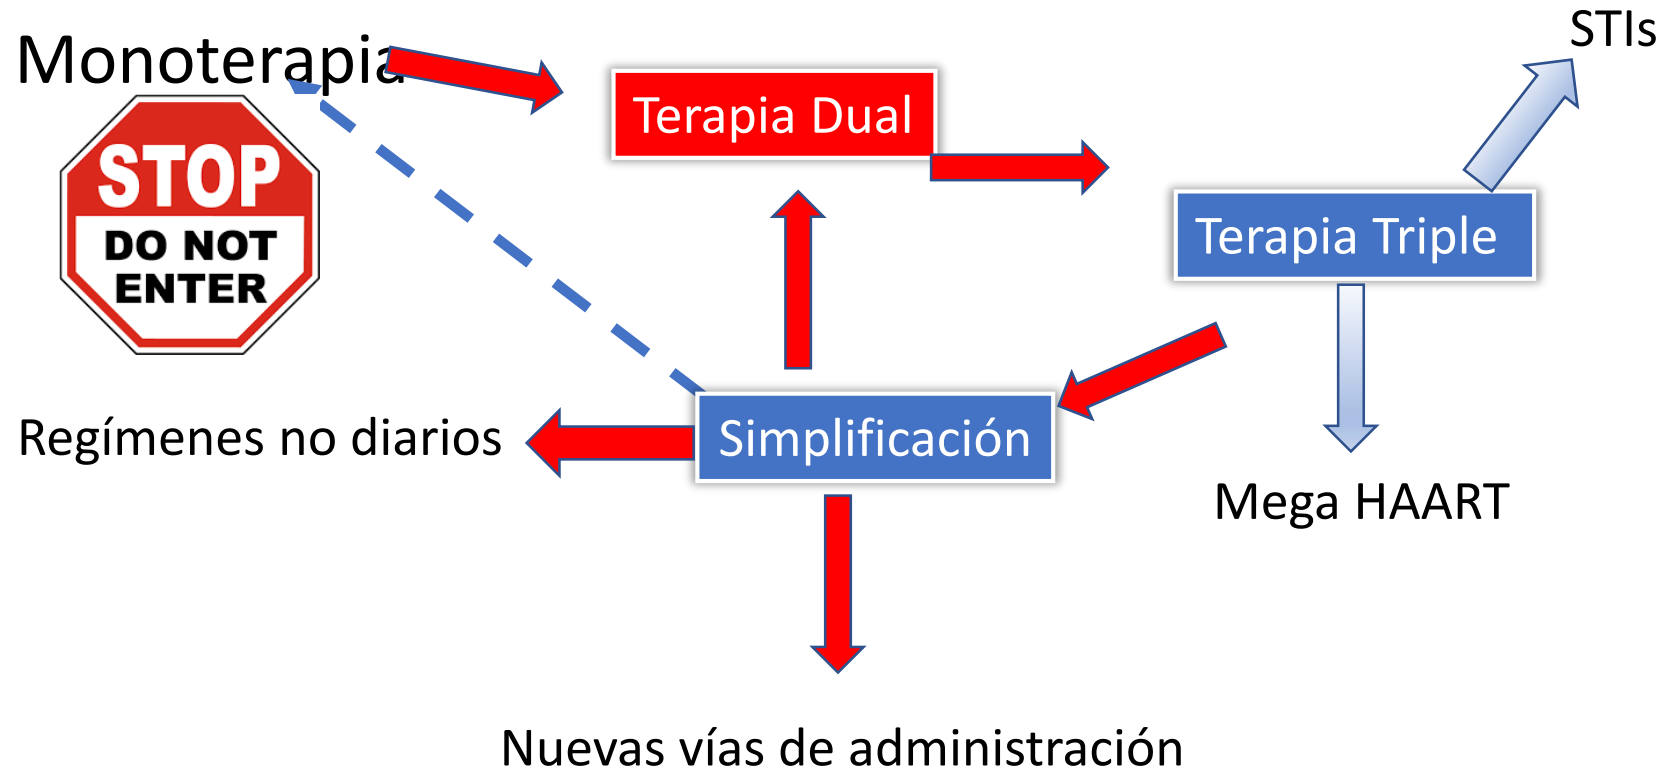 Monoterapia
STIs
Terapia Dual
STOP
DO NOT
ENTER
Terapia Triple
Regímenes no diarios
Simplificación
Mega HAART
Nuevas vías de administración